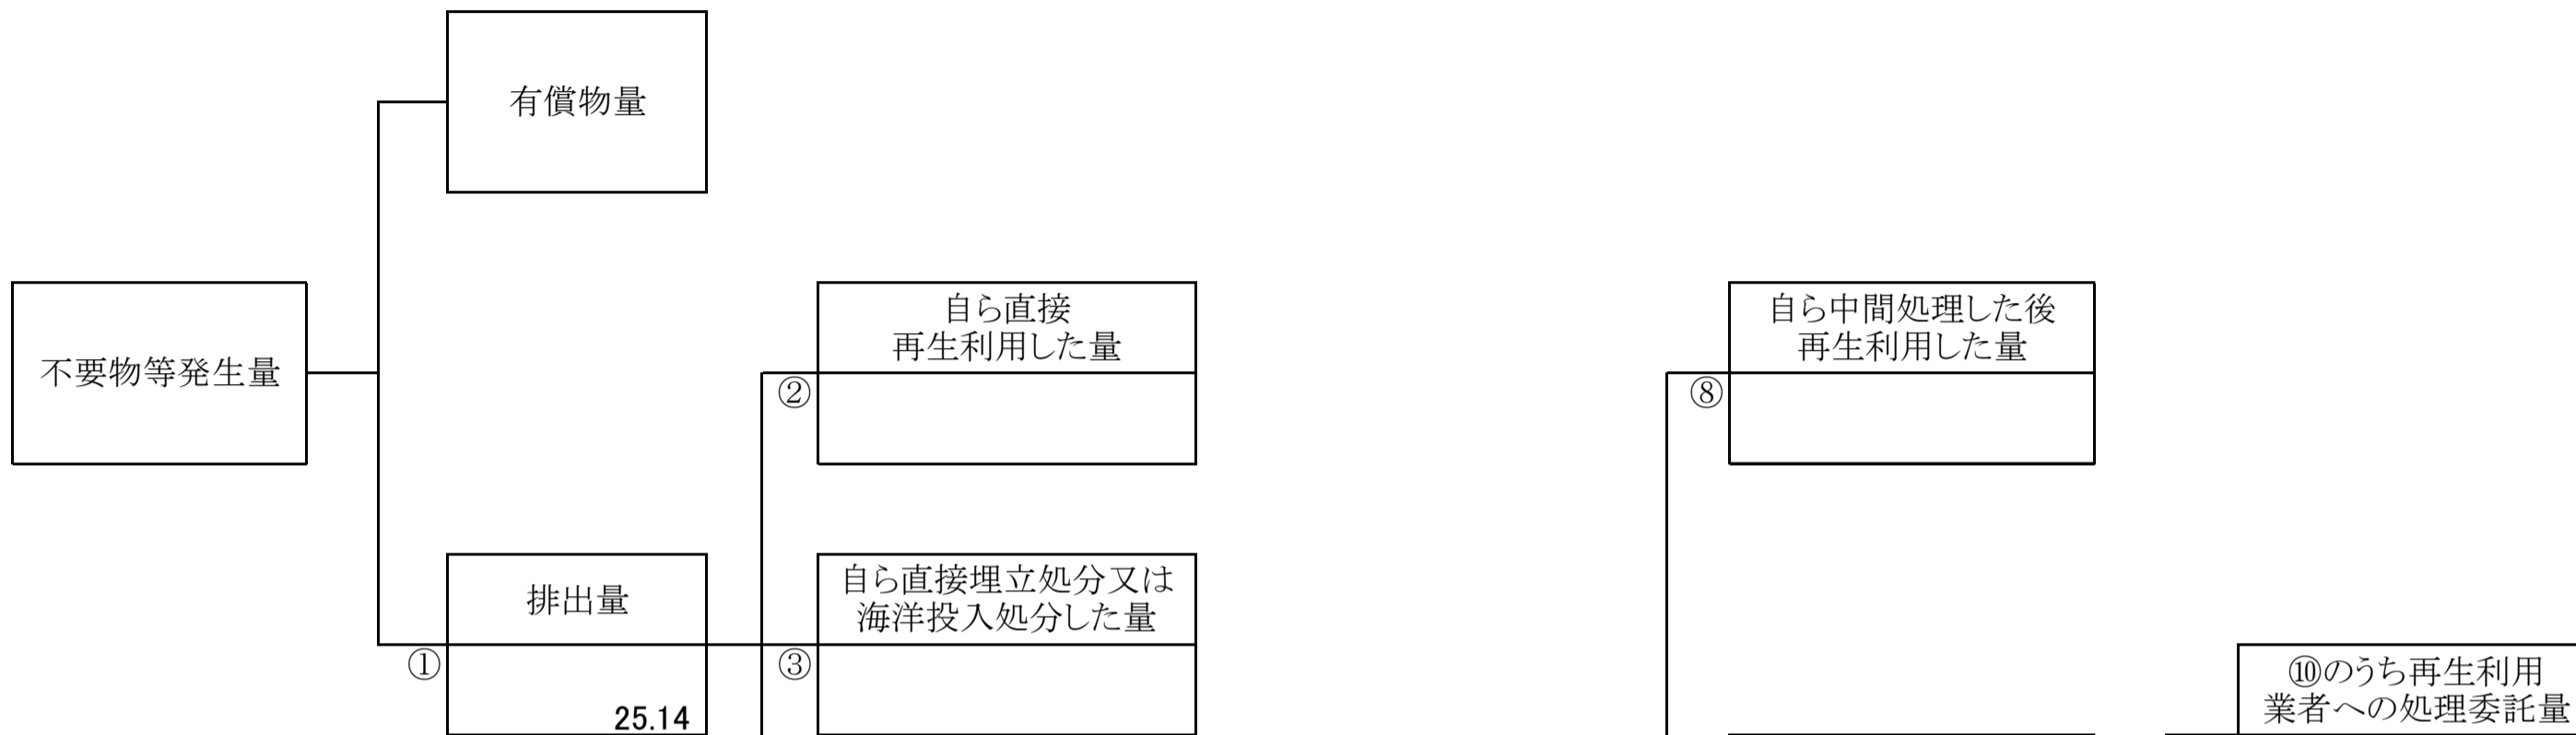 有償物量
不要物等発生量
自ら直接
再生利用した量
②
自ら中間処理した後
再生利用した量
⑧
排出量
①
25.14
自ら直接埋立処分又は
海洋投入処分した量
③
⑩のうち再生利用
業者への処理委託量